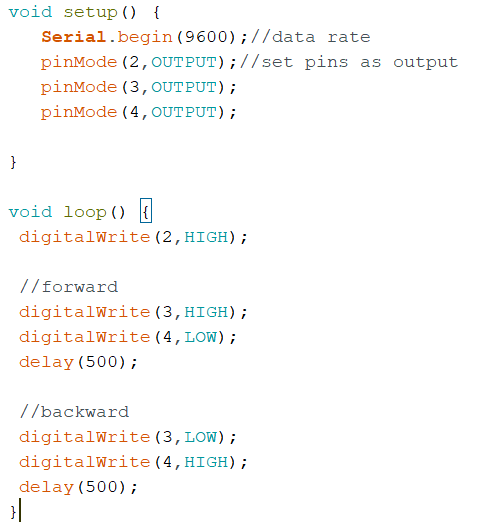 void setup() {
   Serial.begin(9600);//data rate
   pinMode(2,OUTPUT);//set pins as output
   pinMode(3,OUTPUT);
   pinMode(4,OUTPUT);

}

void loop() {
 digitalWrite(2,HIGH);

 //forward
 digitalWrite(3,HIGH);
 digitalWrite(4,LOW);
 delay(500);

 //backward
 digitalWrite(3,LOW);
 digitalWrite(4,HIGH);
 delay(500);
}